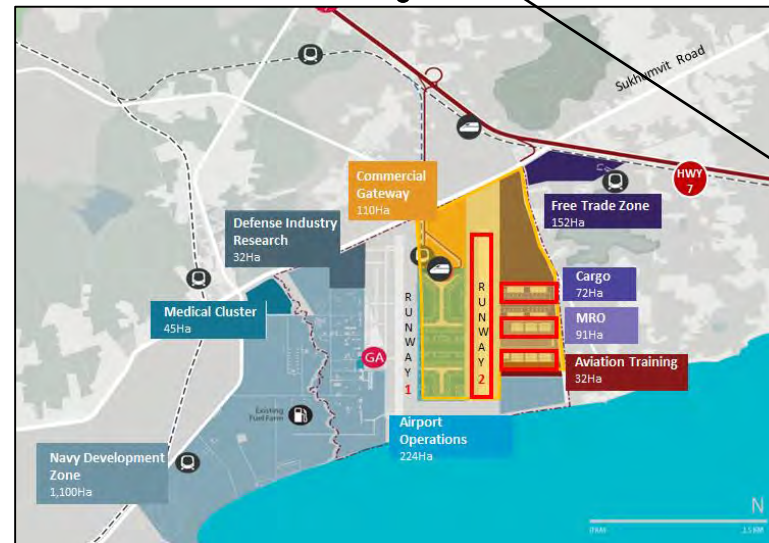 Sukhumvit Road
HWY
7
Commercial
Gateway
110Ha
Free Trade Zone
152Ha
Defense Industry
Research
32Ha
Cargo
72Ha
Medical Cluster
45Ha
MRO
91Ha
RUNWAY 1
RUNWAY 2
GA
Aviation Training
32Ha
Existing
Fuel Farm
Airport
Operations
224Ha
Navy Development
Zone
1,100Ha
N